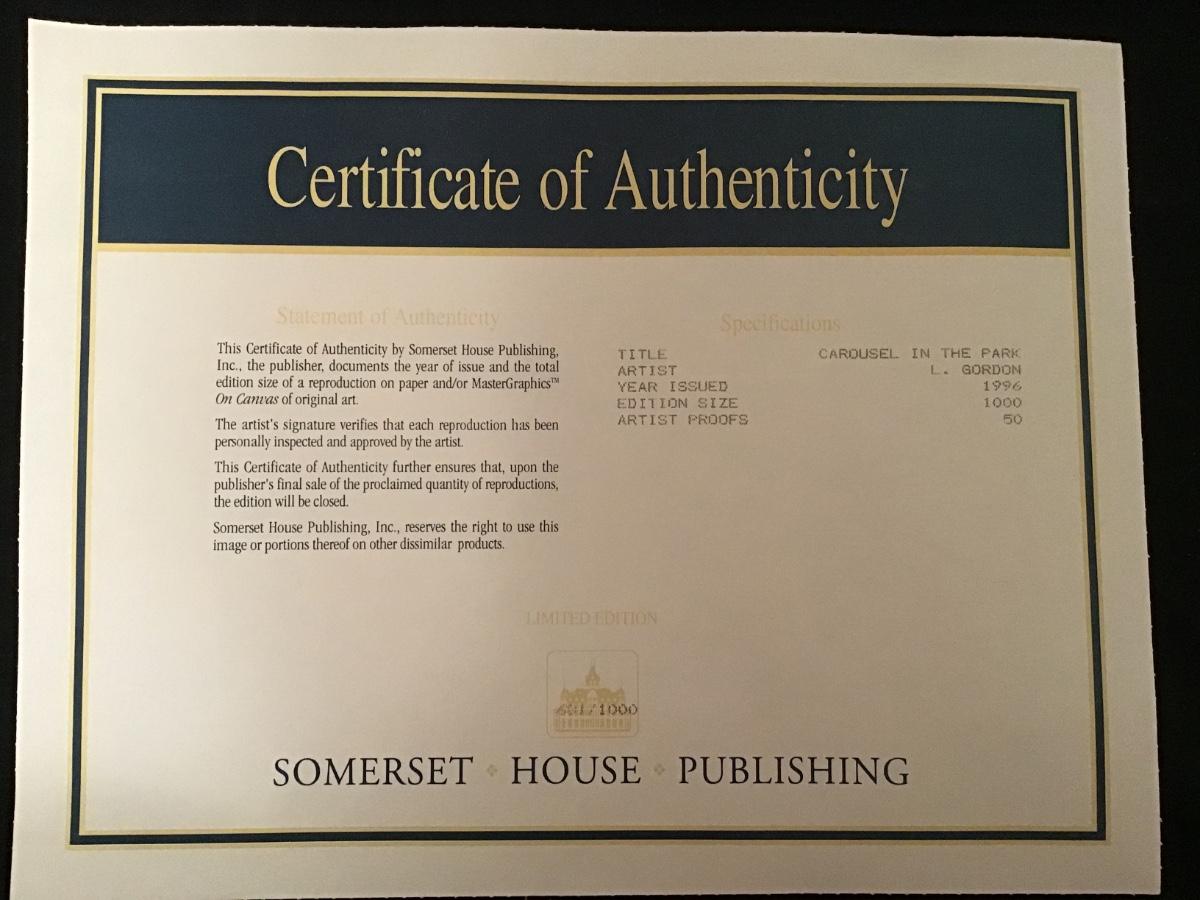 Certificate of Authenticity
Statement of Authenticity
This Certificate of Authenticity by Somerset House Publishing,
Inc., the publisher, documents the year of issue and the total
edition size of a reproduction on paper and/or MasterGraphics™
On Canvas of original art.
The artist's signature verifies that each reproduction has been
personally inspected and approved by the artist.
This Certificate of Authenticity further ensures that, upon the
publisher's final sale of the proclaimed quantity of reproductions,
the edition will be closed.
Somerset House Publishing, Inc., reserves the right to use this
image or portions thereof on other dissimilar products.
Specifications
TITLE CAROUSEL IN THE PARK
ARTIST L. GORDON
YEAR ISSUED 1996
EDITION SIZE 1000
ARTIST PROOFS 50
LIMITED EDITION
/1000
SOMERSET HOUSE PUBLISHING